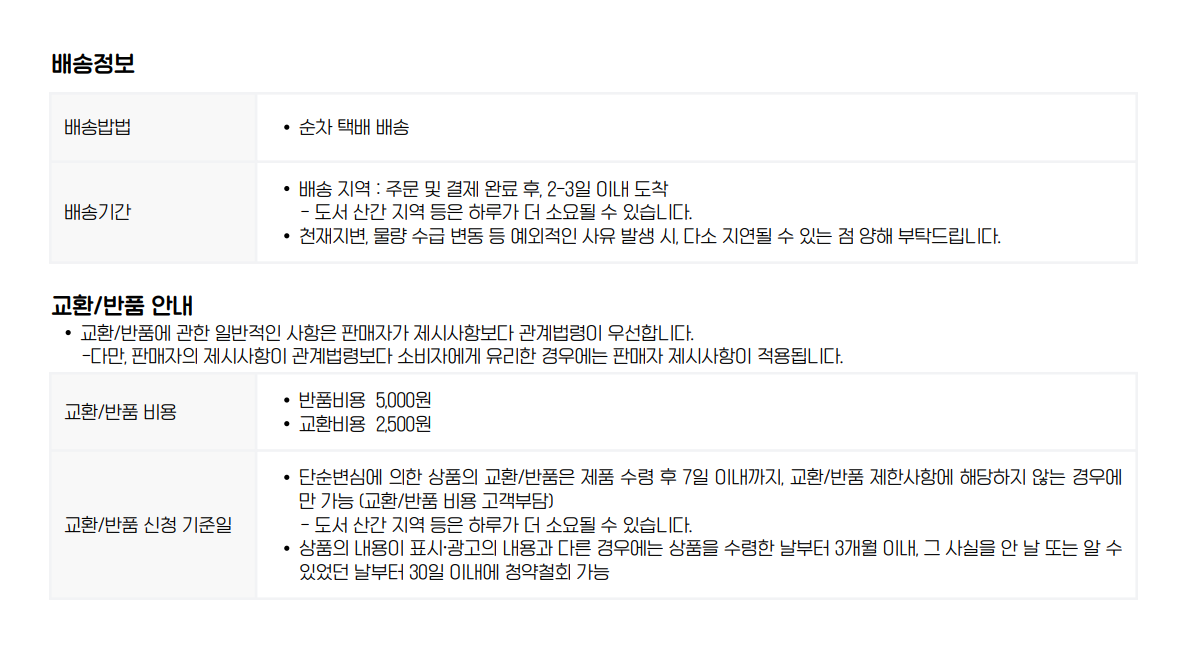 배송정보
배송밥법
• 순차 택배 배송
배송기간
• 배송 지역 : 주문 및 결제 완료 후, 2-3일 이내 도착
- 도서 산간 지역 등은 하루가 더 소요될 수 있습니다.
• 천재지변, 물량 수급 변동 등 예외적인 사유 발생 시, 다소 지연될 수 있는 점 양해 부탁드립니다.
교환/반품 안내
• 교환/반품에 관한 일반적인 사항은 판매자가 제시사항보다 관계법령이 우선합니다.
-다만, 판매자의 제시사항이 관계법령보다 소비자에게 유리한 경우에는 판매자 제시사항이 적용됩니다.
교환/반품 비용
• 반품비용 5,000원
• 교환비용 2,500원
교환/반품 신청 기준일
• 단순변심에 의한 상품의 교환/반품은 제품 수령 후 7일 이내까지, 교환/반품 제한사항에 해당하지 않는 경우에
만 가능 (교환/반품 비용 고객부담)
- 도서 산간 지역 등은 하루가 더 소요될 수 있습니다.
• 상품의 내용이 표시·광고의 내용과 다른 경우에는 상품을 수령한 날부터 3개월 이내, 그 사실을 안 날 또는 알 수
있었던 날부터 30일 이내에 청약철회 가능